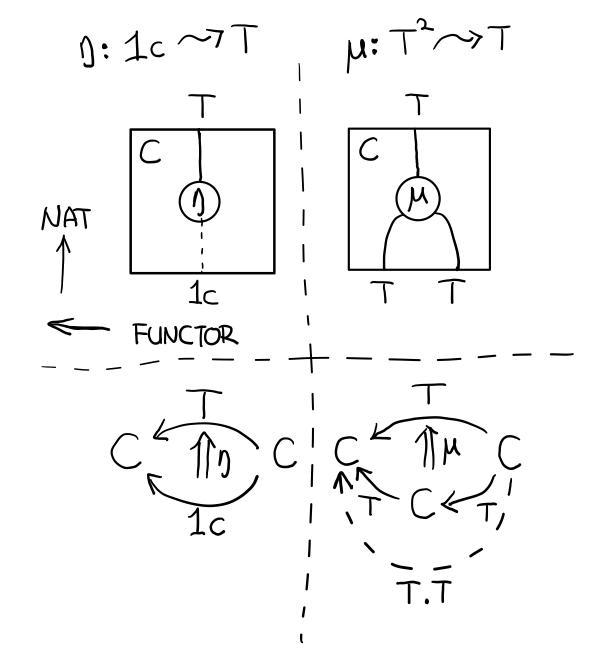 η: 1c ⇝ T
μ: T² ⇝ T
T
C
η
1c
NAT
FUNCTOR
T
C
μ
T T
T
C C
η
1c
T
C C
μ
T C T
T.T